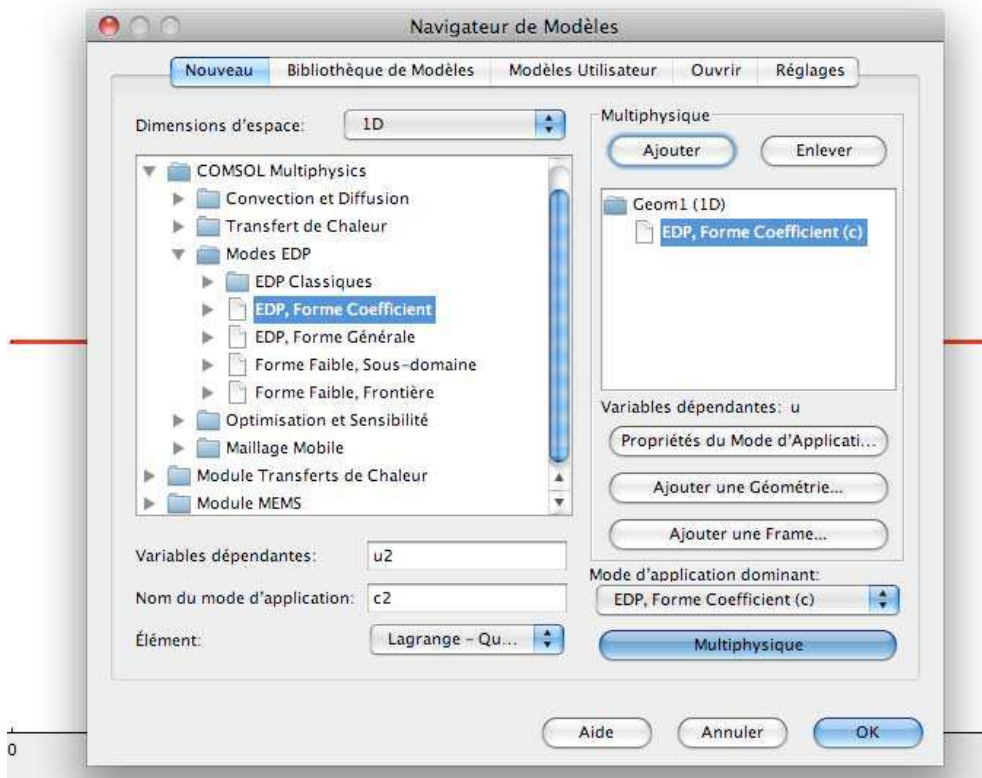 Navigateur de Modèles
Nouveau
Bibliothèque de Modèles
Modèles Utilisateur
Ouvrir
Réglages
Dimensions d'espace:
1D
COMSOL Multiphysics
Convection et Diffusion
Transfert de Chaleur
Modes EDP
EDP Classiques
EDP, Forme Coefficient
EDP, Forme Générale
Forme Faible, Sous-domaine
Forme Faible, Frontière
Optimisation et Sensibilité
Maillage Mobile
Module Transferts de Chaleur
Module MEMS
Variables dépendantes:
u2
Nom du mode d'application:
c2
Élément:
Lagrange - Qu...
Multiphysique
Ajouter
Enlever
Geom1 (1D)
EDP, Forme Coefficient (c)
Variables dépendantes: u
Propriétés du Mode d'Applicati...
Ajouter une Géométrie...
Ajouter une Frame...
Mode d'application dominant:
EDP, Forme Coefficient (c)
Multiphysique
Aide
Annuler
OK
0